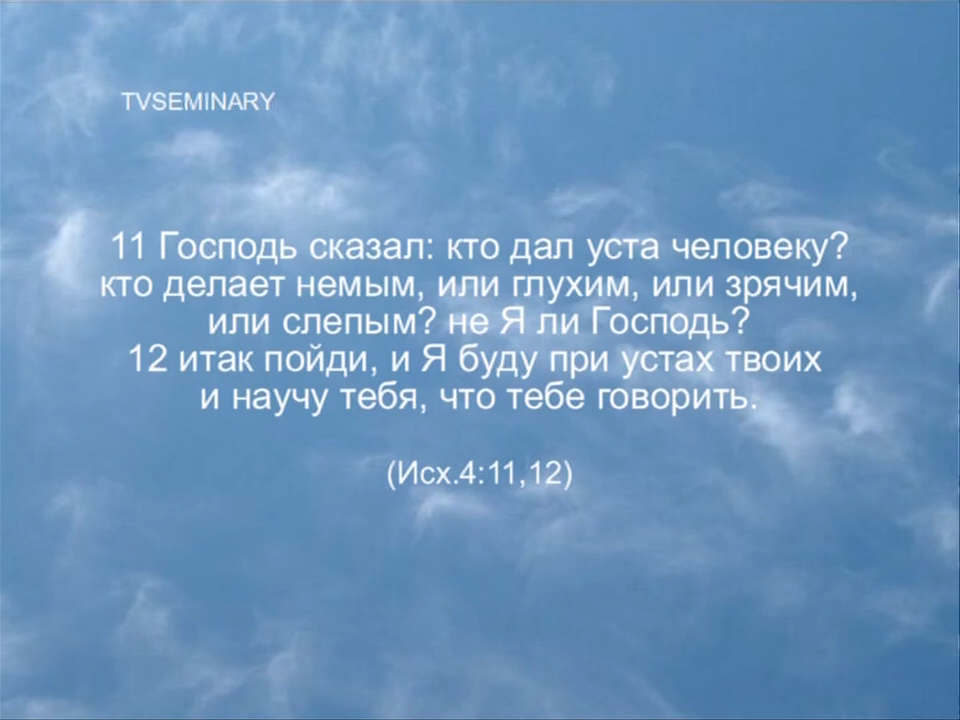 TVSEMINARY
11 Господь сказал: кто дал уста человеку?
кто делает немым, или глухим, или зрячим,
или слепым? не Я ли Господь?
12 итак пойди, и Я буду при устах твоих
и научу тебя, что тебе говорить.
(Исх.4:11,12)